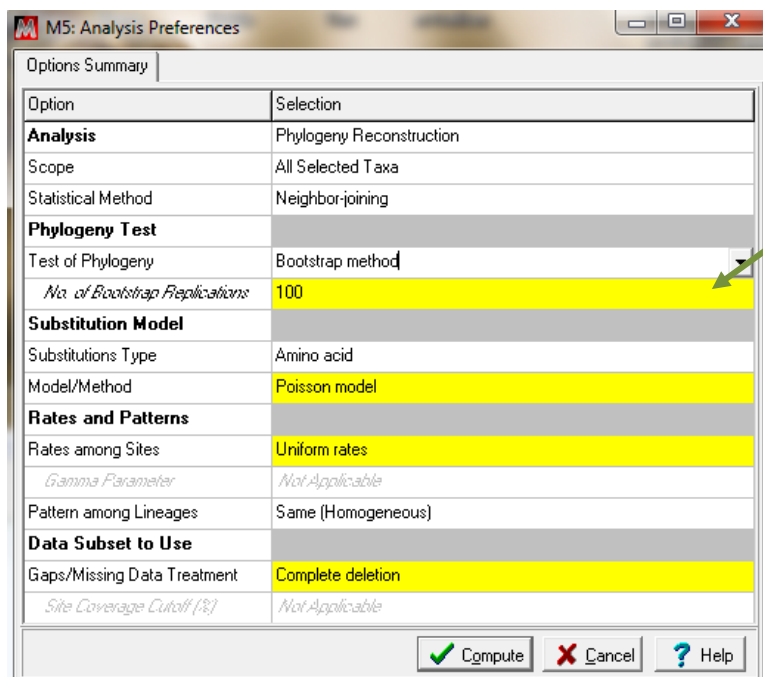 M5: Analysis Preferences
Options Summary
Option Selection
Analysis Phylogeny Reconstruction
Scope All Selected Taxa
Statistical Method Neighbor-joining
Phylogeny Test
Test of Phylogeny Bootstrap method
No. of Bootstrap Replications 100
Substitution Model
Substitutions Type Amino acid
Model/Method Poisson model
Rates and Patterns
Rates among Sites Uniform rates
Gamma Parameter Not Applicable
Pattern among Lineages Same (Homogeneous)
Data Subset to Use
Gaps/Missing Data Treatment Complete deletion
Site Coverage Cutoff (%) Not Applicable
Compute Cancel Help